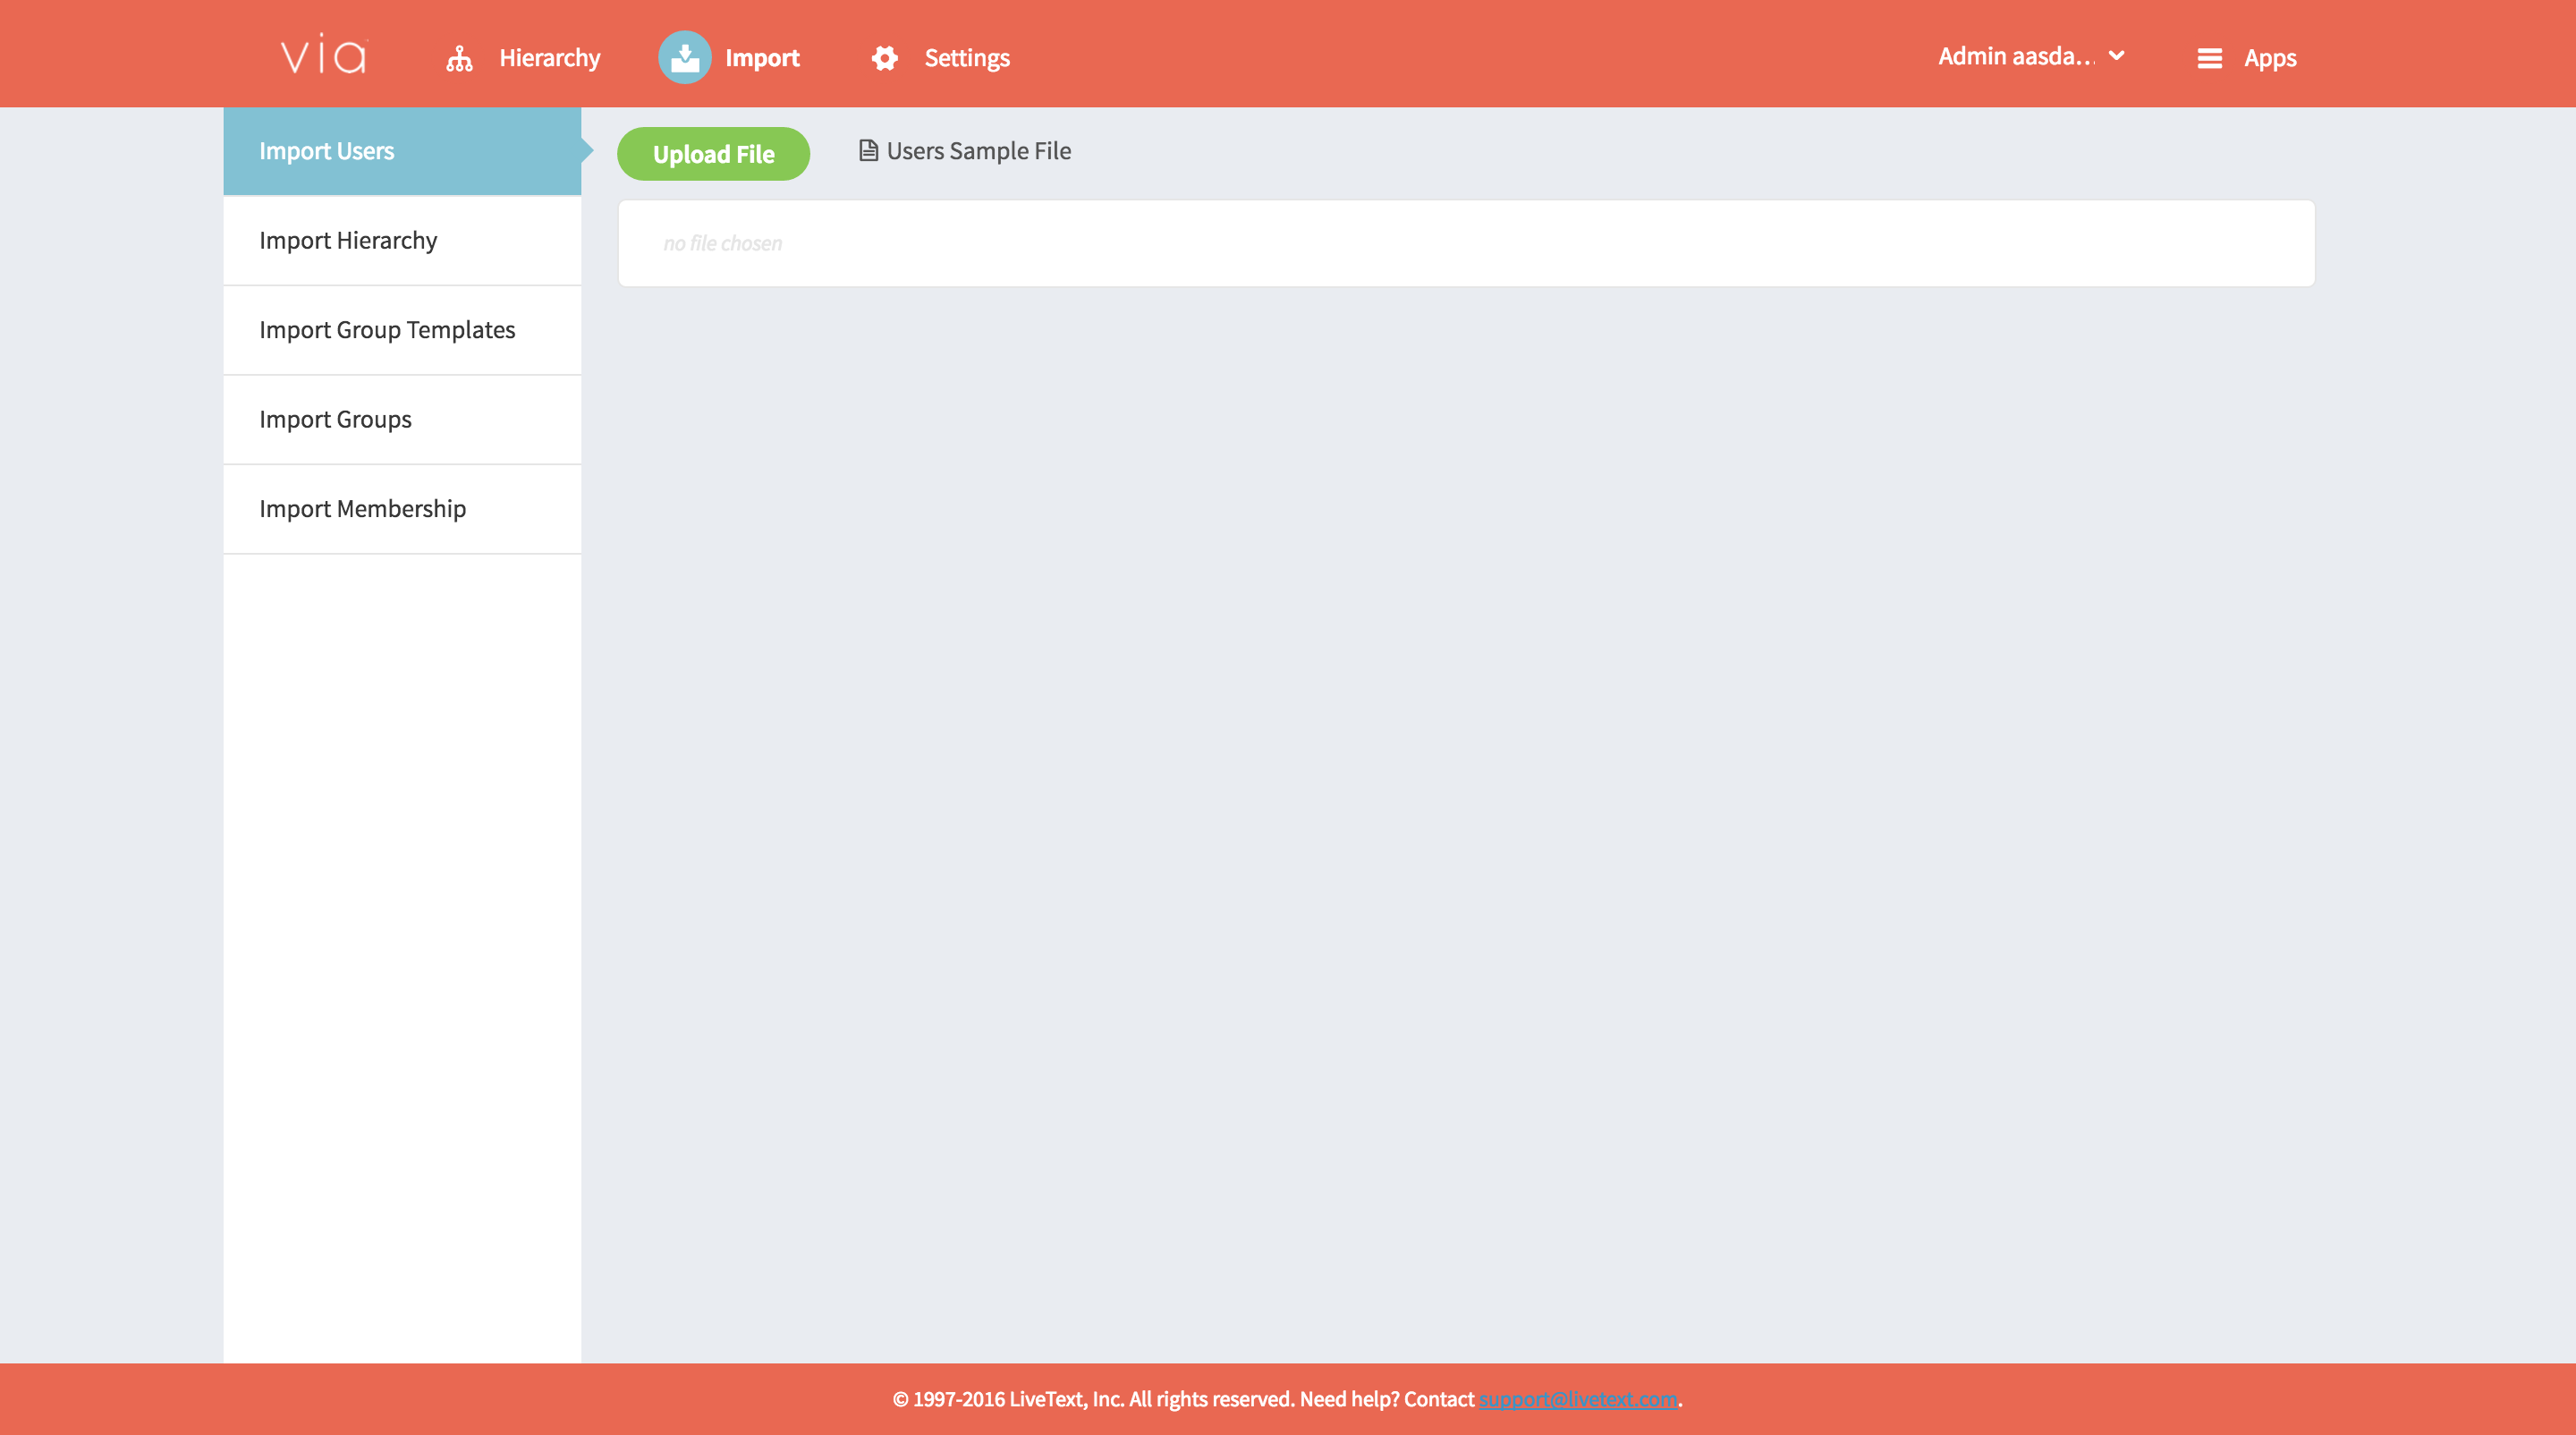 via
Hierarchy
Import
Settings
Admin aasda...
Apps
Import Users
Import Hierarchy
Import Group Templates
Import Groups
Import Membership
Upload File
Users Sample File
no file chosen
© 1997-2016 LiveText, Inc. All rights reserved. Need help? Contact support@livetext.com.